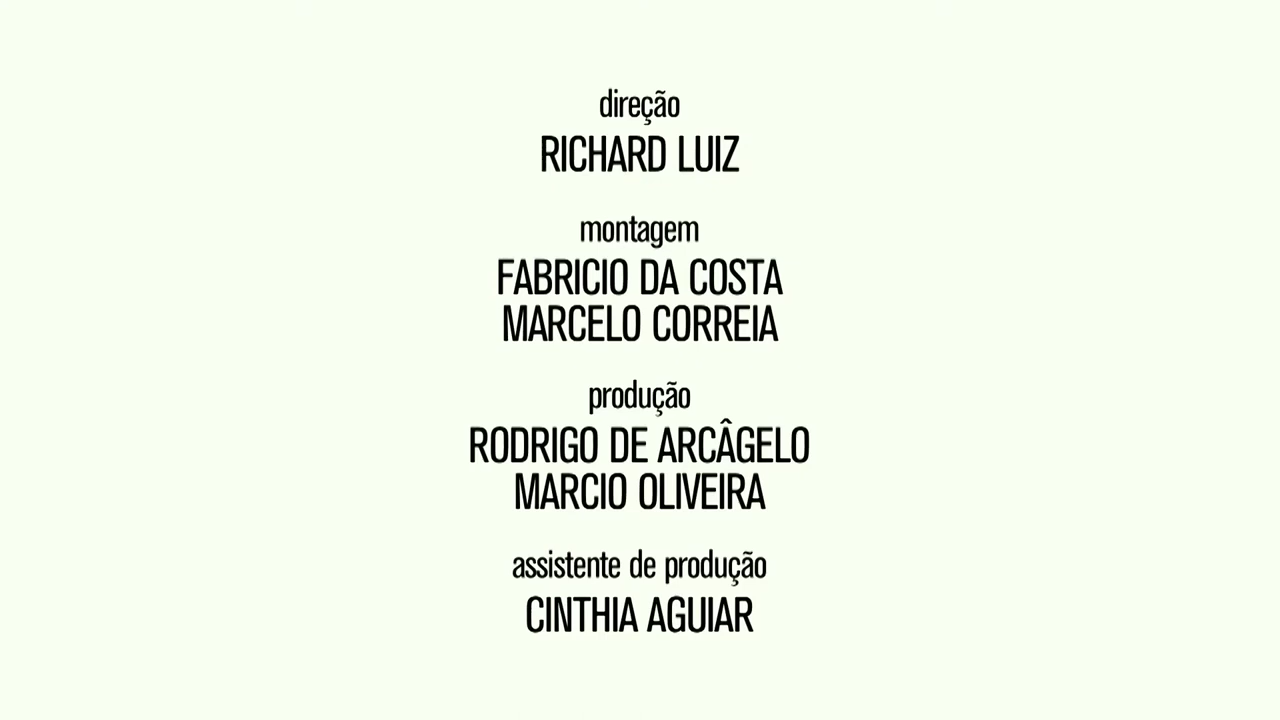 direção
RICHARD LUIZ
montagem
FABRICIO DA COSTA
MARCELO CORREIA
produção
RODRIGO DE ARCÂGELO
MARCIO OLIVEIRA
assistente de produção
CINTHIA AGUIAR